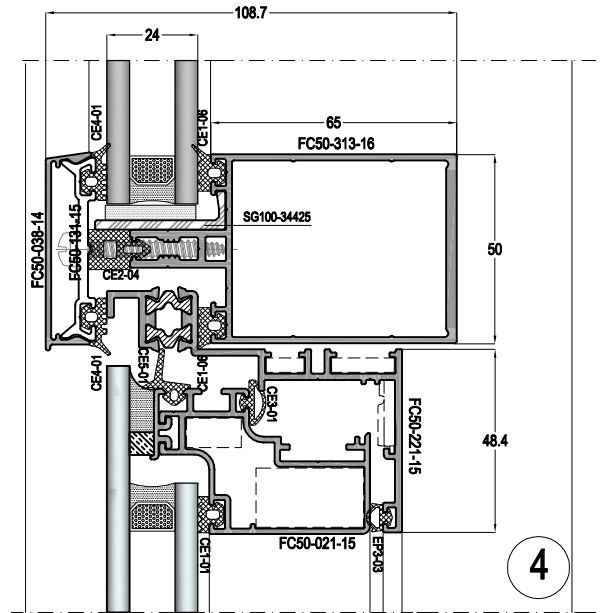 108.7
24
CE4-01
CE1-06
65
FC50-313-16
FC50-038-14
FC50-131-15
SG100-34425
50
CE2-04
CE4-01
CE5-01
CE1-06
CE3-01
FC50-221-15
48.4
CE1-01
FC50-021-15
EP3-03
4